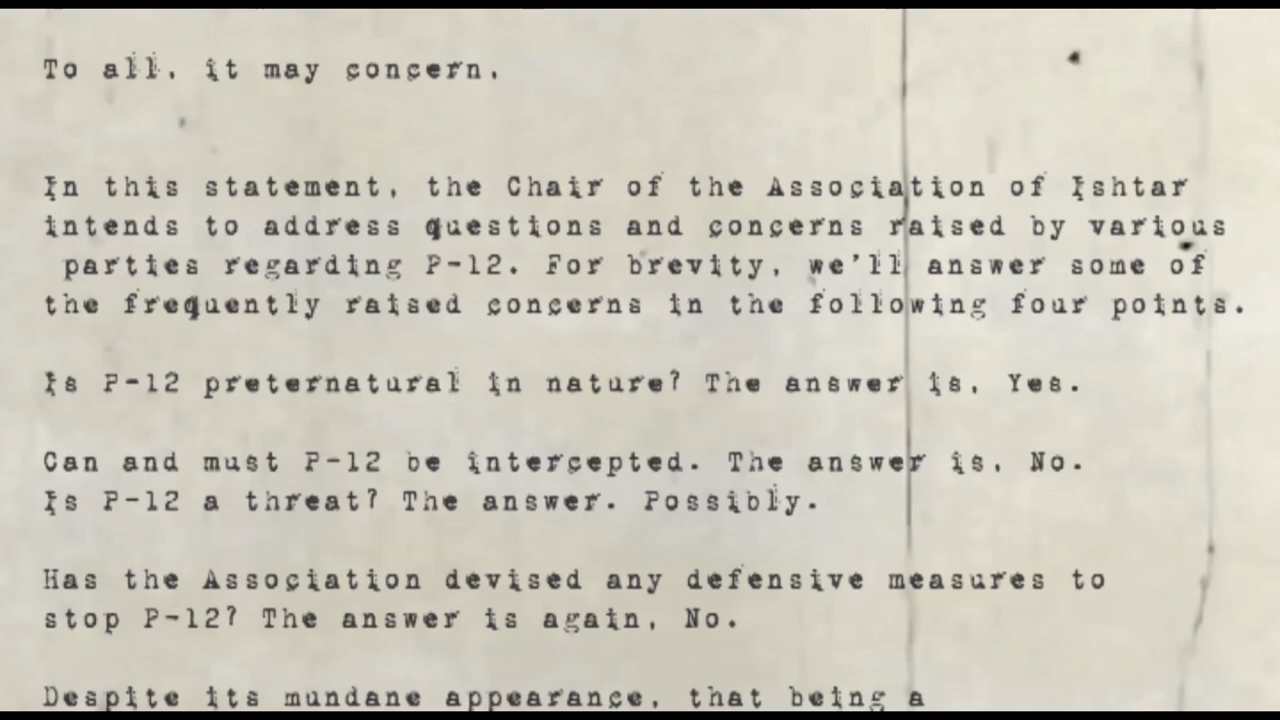 To all, it may concern,
In this statement, the Chair of the Association of Ishtar
intends to address questions and concerns raised by various
parties regarding P-12. For brevity, we'll answer some of
the frequently raised concerns in the following four points.
Is P-12 preternatural in nature? The answer is, Yes.
Can and must P-12 be intercepted. The answer is, No.
Is P-12 a threat? The answer. Possibly.
Has the Association devised any defensive measures to
stop P-12? The answer is again, No.
Despite its mundane appearance, that being a